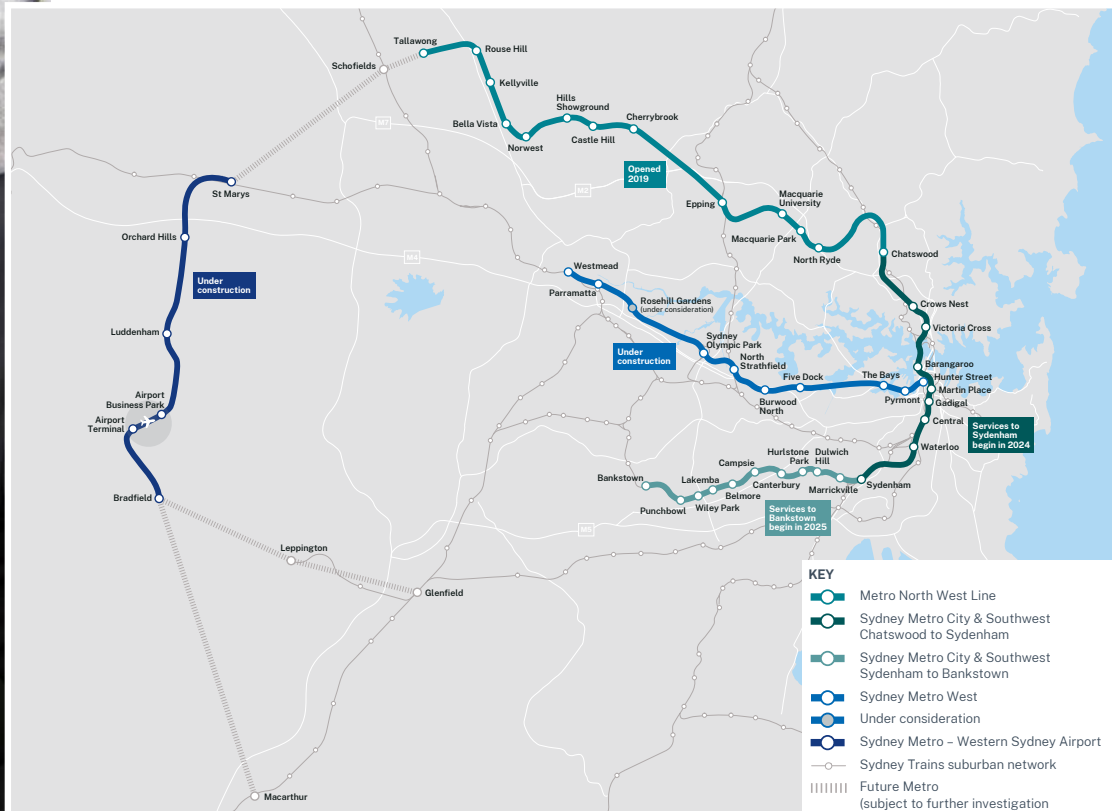 Tallawong
Rouse Hill
Schofields
Kellyville
Hills
Showground
Cherrybrook
Bella Vista
M7
Castle Hill
Norwest
Opened
2019
St Marys
M2
Macquarie
University
Epping
Orchard Hills
Macquarie Park
North Ryde
Chatswood
M4
Westmead
Under
construction
Parramatta
Rosehill Gardens
(under consideration)
Crows Nest
Luddenham
Victoria Cross
Sydney
Olympic Park
Under
construction
North
Strathfield
Barangaroo
Five Dock
The Bays
Hunter Street
Martin Place
Airport
Business Park
Burwood
North
Pyrmont
Gadigal
Airport
Terminal
Central
Services to
Sydenham
begin in 2024
Waterloo
Hurlstone
Park
Dulwich
Hill
Campsie
Bankstown
Lakemba
Canterbury
Sydenham
Marrickville
Belmore
Wiley Park
Punchbowl
Bradfield
Services to
Bankstown
begin in 2025
M5
Leppington
Glenfield
Macarthur
KEY
Metro North West Line
Sydney Metro City & Southwest
Chatswood to Sydenham
Sydney Metro City & Southwest
Sydenham to Bankstown
Sydney Metro West
Under consideration
Sydney Metro – Western Sydney Airport
Sydney Trains suburban network
Future Metro
(subject to further investigation